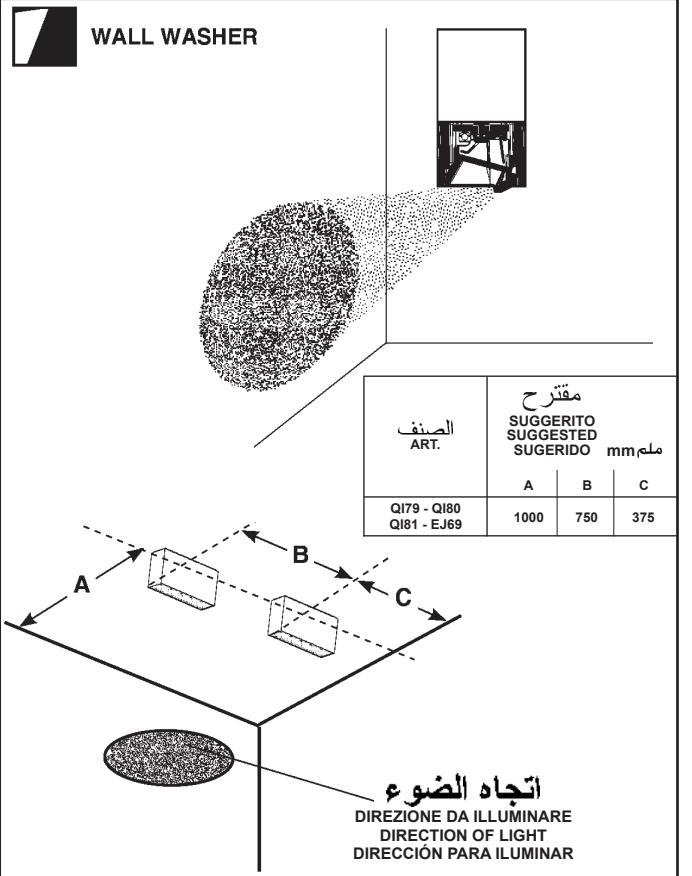 WALL WASHER
الصنف
ART.
مقترح
SUGGERITO
SUGGESTED
SUGERIDO mm ملم
A B C
QI79 - QI80
QI81 - EJ69
1000 750 375
A
B
C
اتجاه الضوء
DIREZIONE DA ILLUMINARE
DIRECTION OF LIGHT
DIRECCIÓN PARA ILUMINAR